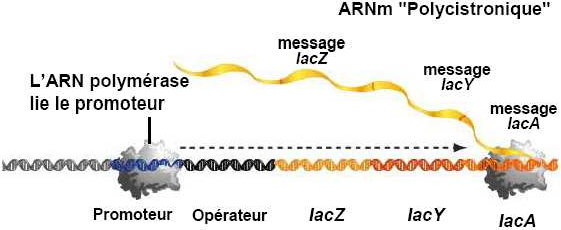 ARNm "Polycistronique"
message
lacZ
message
lacY
message
lacA
L'ARN polymérase
lie le promoteur
Promoteur
Opérateur
lacZ
lacY
lacA